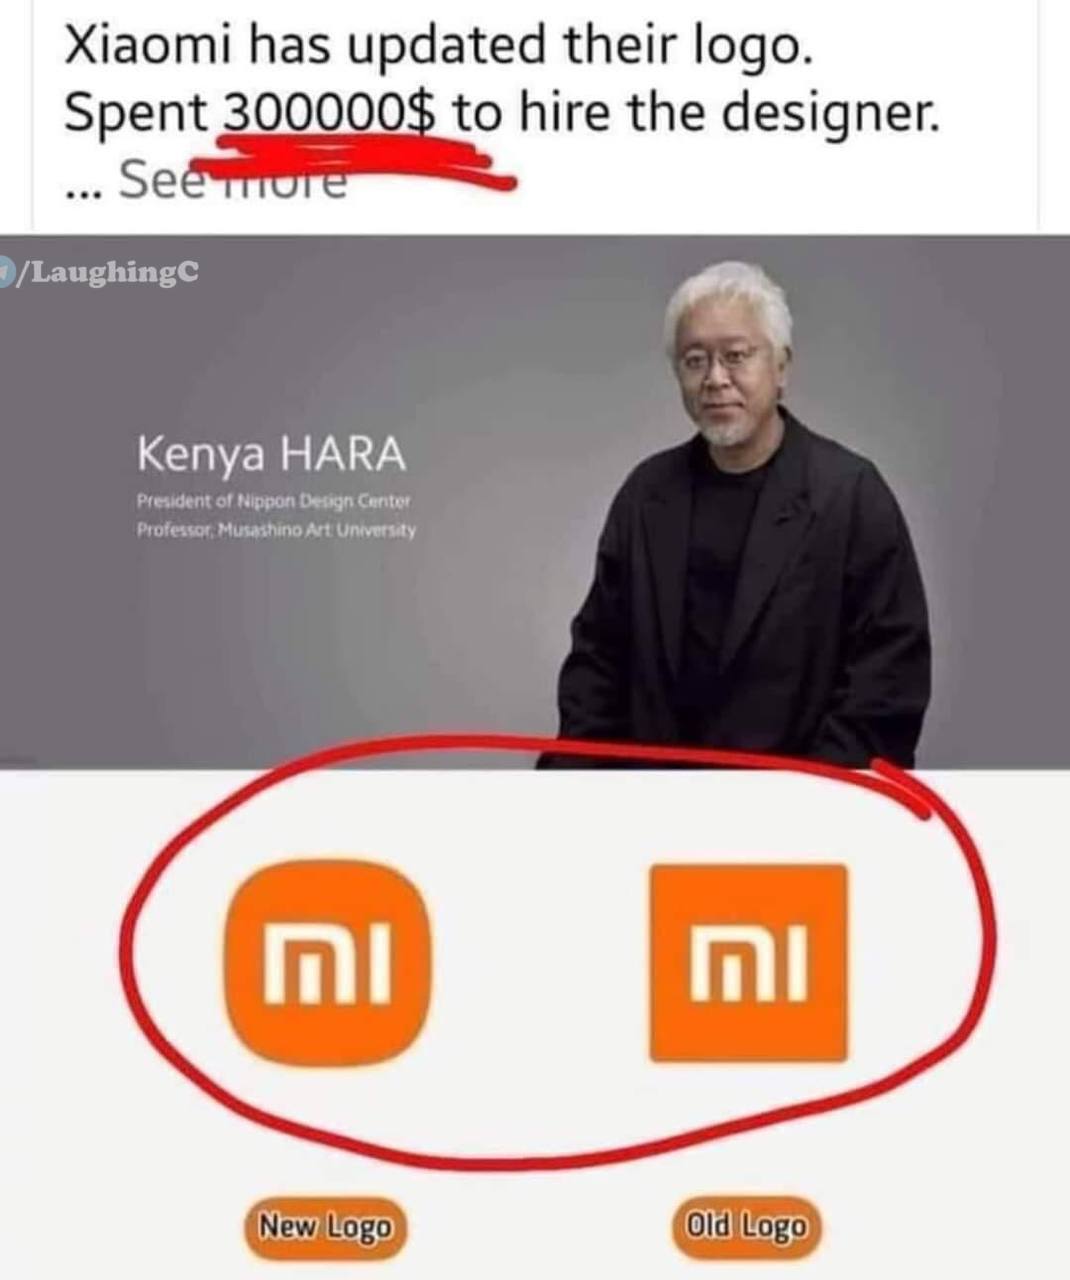 Xiaomi has updated their logo.
Spent 300000$ to hire the designer.
... See more
/LaughingC
Kenya HARA
President of Nippon Design Center
Professor, Musashino Art University
mi
mi
New Logo
Old Logo